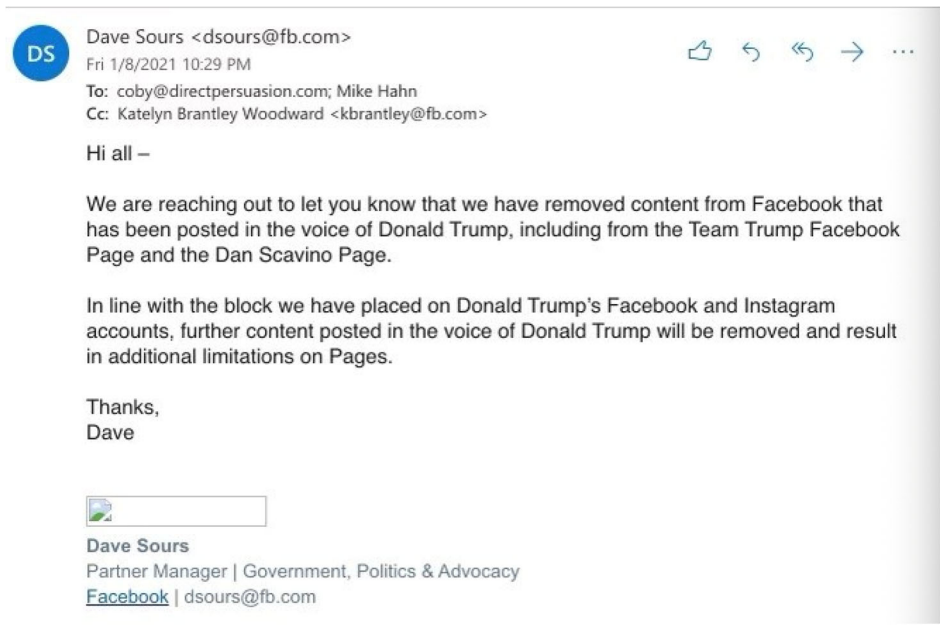 DS
Dave Sours <dsours@fb.com>
Fri 1/8/2021 10:29 PM
To: coby@directpersuasion.com; Mike Hahn
Cc: Katelyn Brantley Woodward <kbrantley@fb.com>
Hi all –
We are reaching out to let you know that we have removed content from Facebook that
has been posted in the voice of Donald Trump, including from the Team Trump Facebook
Page and the Dan Scavino Page.
In line with the block we have placed on Donald Trump's Facebook and Instagram
accounts, further content posted in the voice of Donald Trump will be removed and result
in additional limitations on Pages.
Thanks,
Dave
Dave Sours
Partner Manager | Government, Politics & Advocacy
Facebook | dsours@fb.com